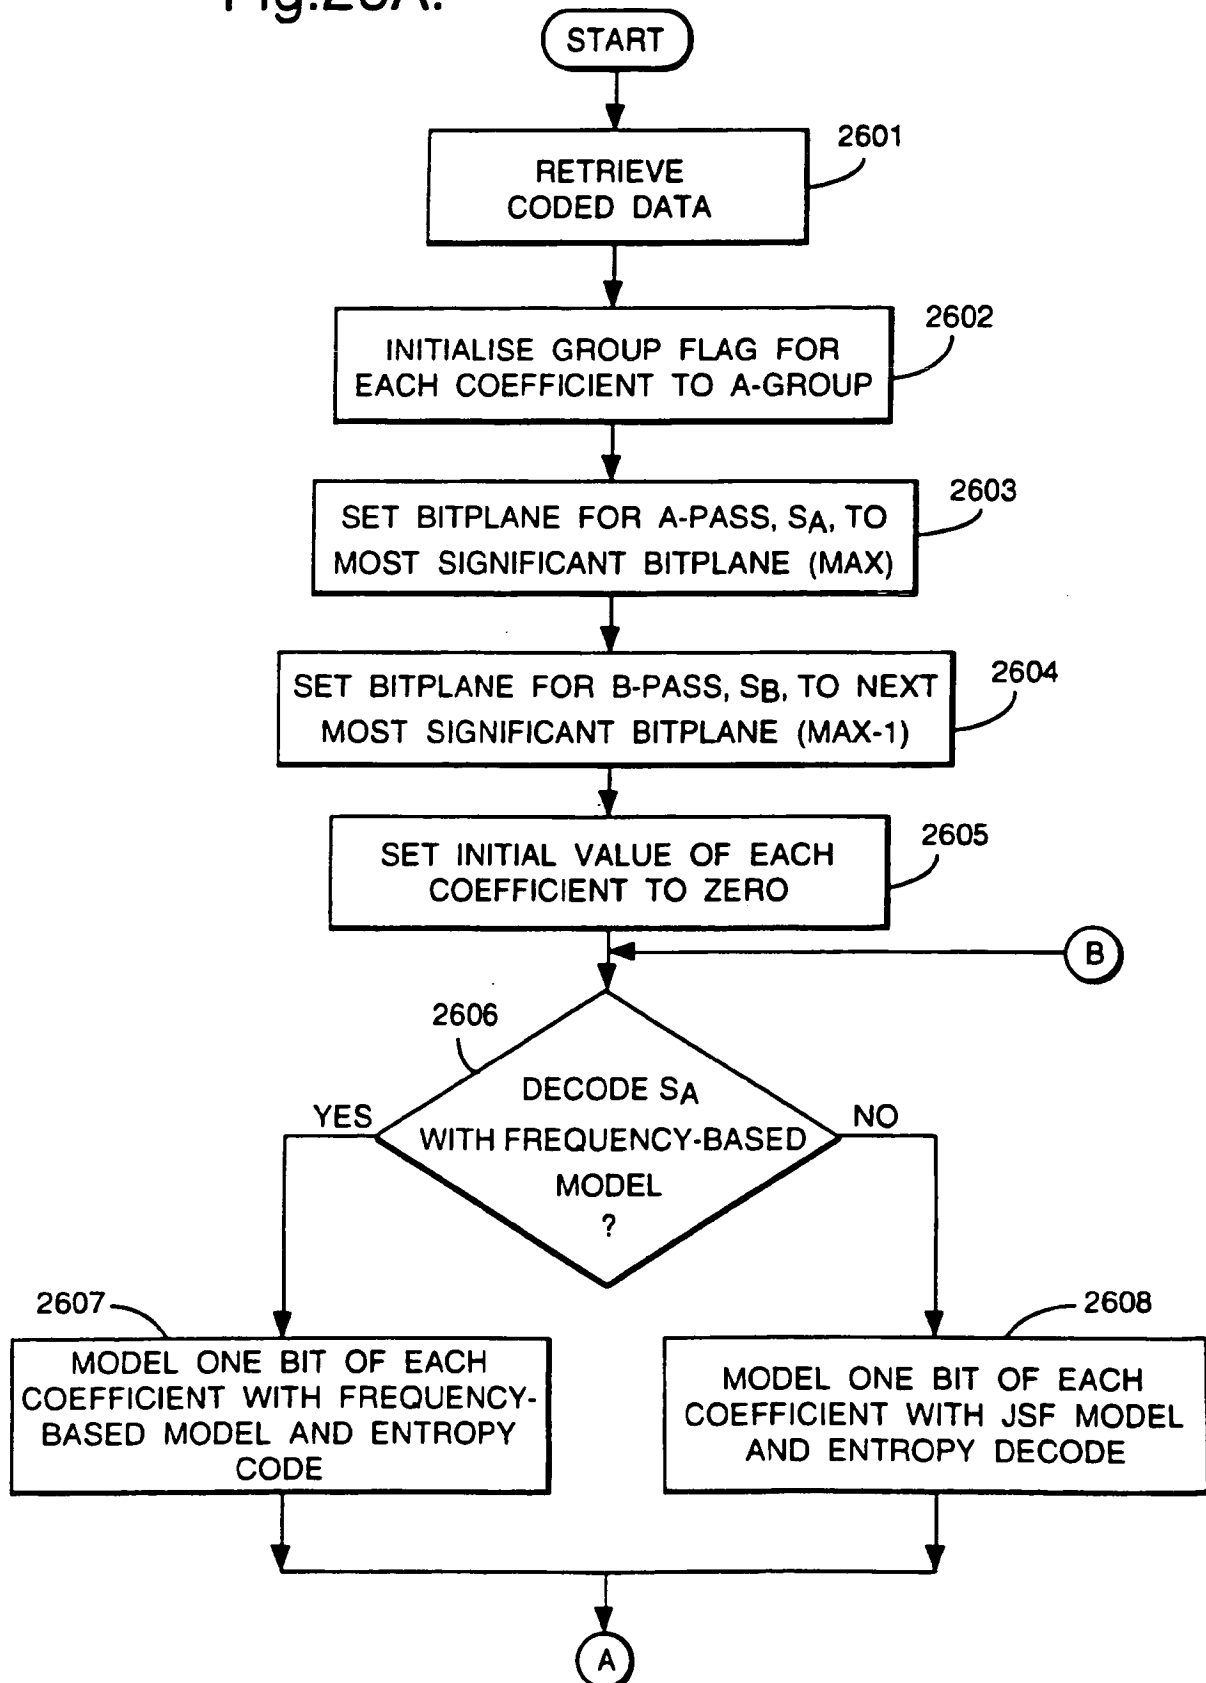 START
2601
RETRIEVE
CODED DATA
2602
INITIALISE GROUP FLAG FOR
EACH COEFFICIENT TO A-GROUP
2603
SET BITPLANE FOR A-PASS, SA, TO
MOST SIGNIFICANT BITPLANE (MAX)
2604
SET BITPLANE FOR B-PASS, SB, TO NEXT
MOST SIGNIFICANT BITPLANE (MAX-1)
2605
SET INITIAL VALUE OF EACH
COEFFICIENT TO ZERO
B
2606
DECODE SA
WITH FREQUENCY-BASED
MODEL
?
YES
NO
2607
MODEL ONE BIT OF EACH
COEFFICIENT WITH FREQUENCY-
BASED MODEL AND ENTROPY
CODE
2608
MODEL ONE BIT OF EACH
COEFFICIENT WITH JSF MODEL
AND ENTROPY DECODE
A